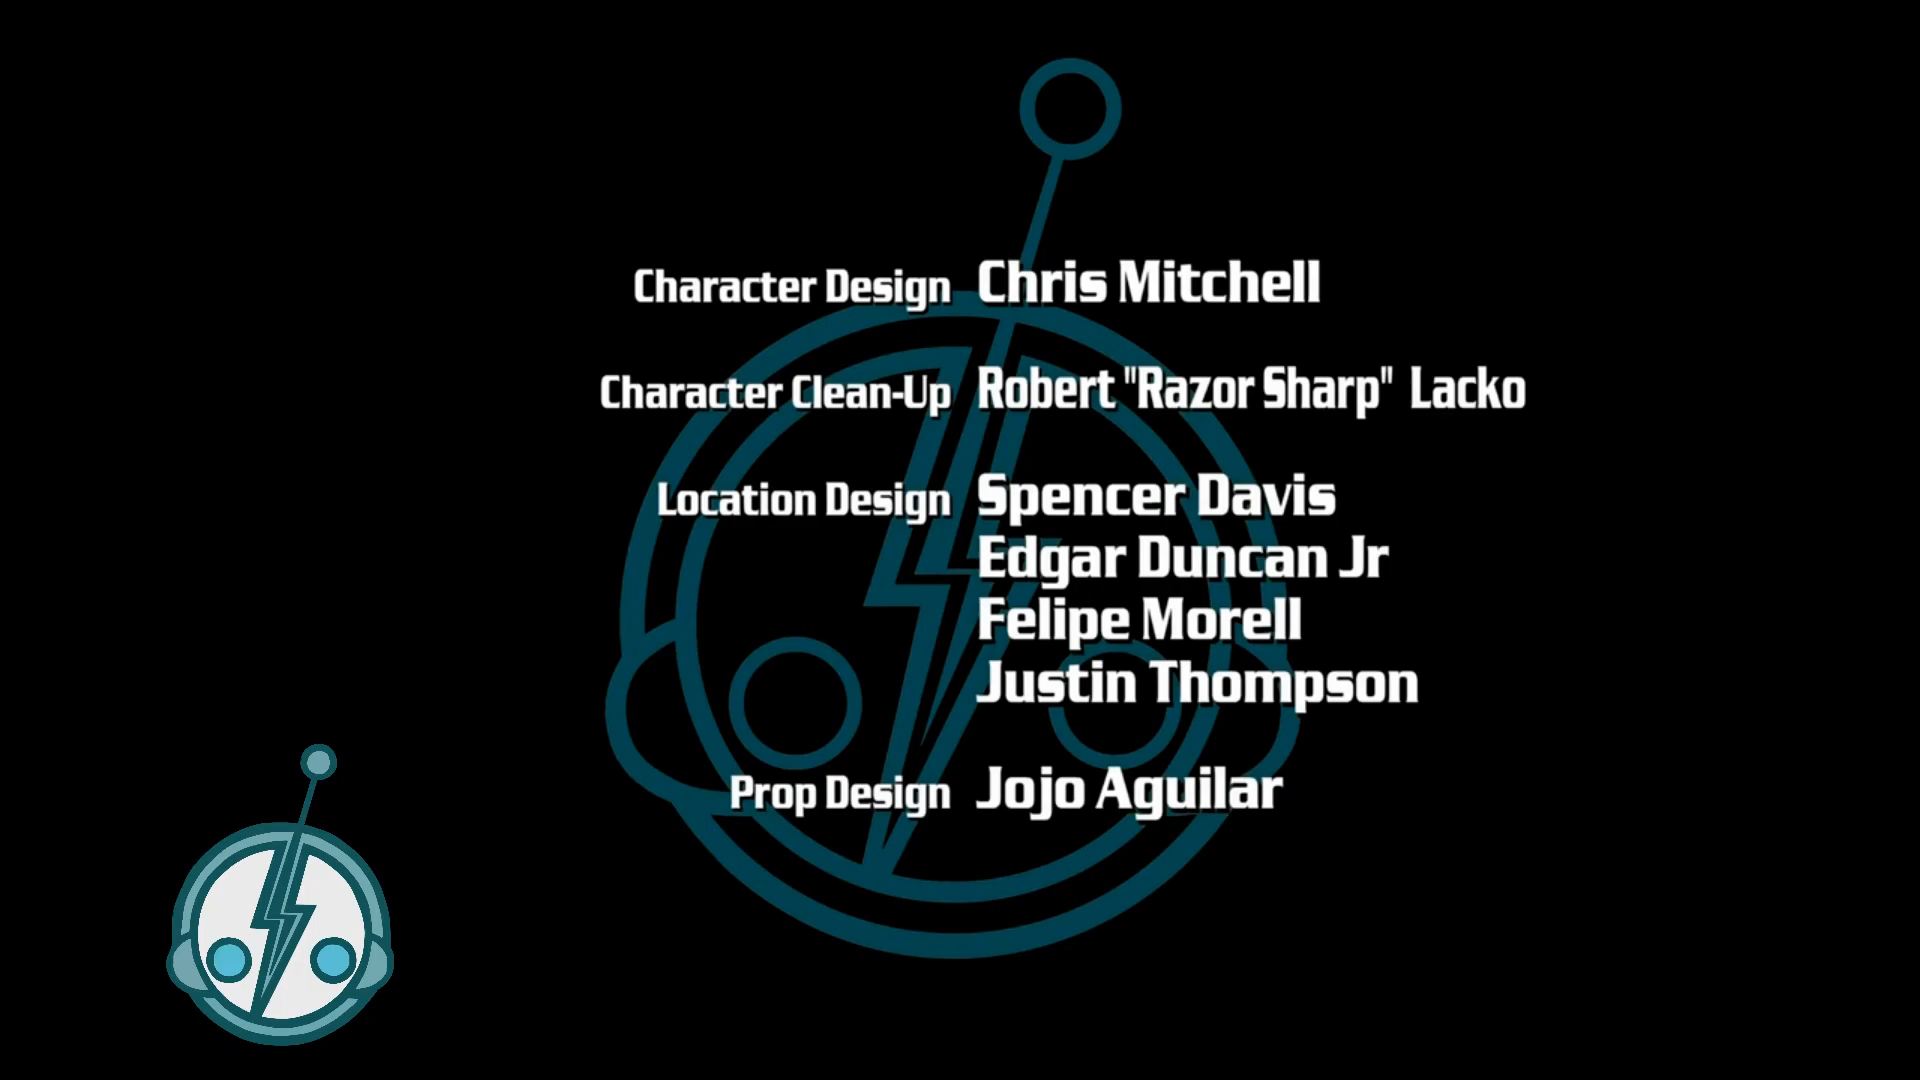 Character Design Chris Mitchell
Character Clean-Up Robert "Razor Sharp" Lacko
Location Design Spencer Davis
Edgar Duncan Jr
Felipe Morell
Justin Thompson
Prop Design Jojo Aguilar